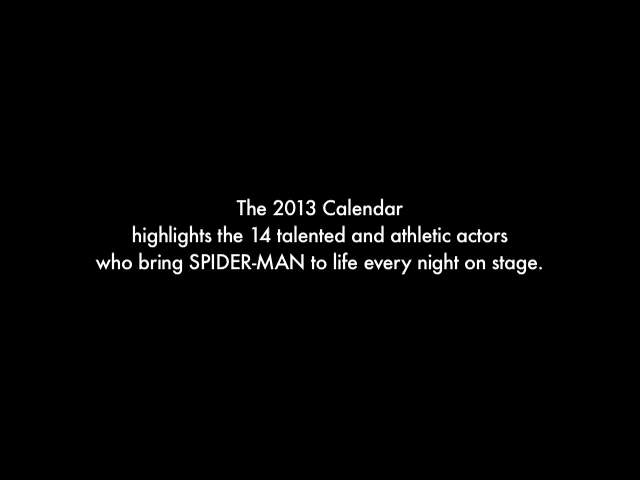 The 2013 Calendar
highlights the 14 talented and athletic actors
who bring SPIDER-MAN to life every night on stage.